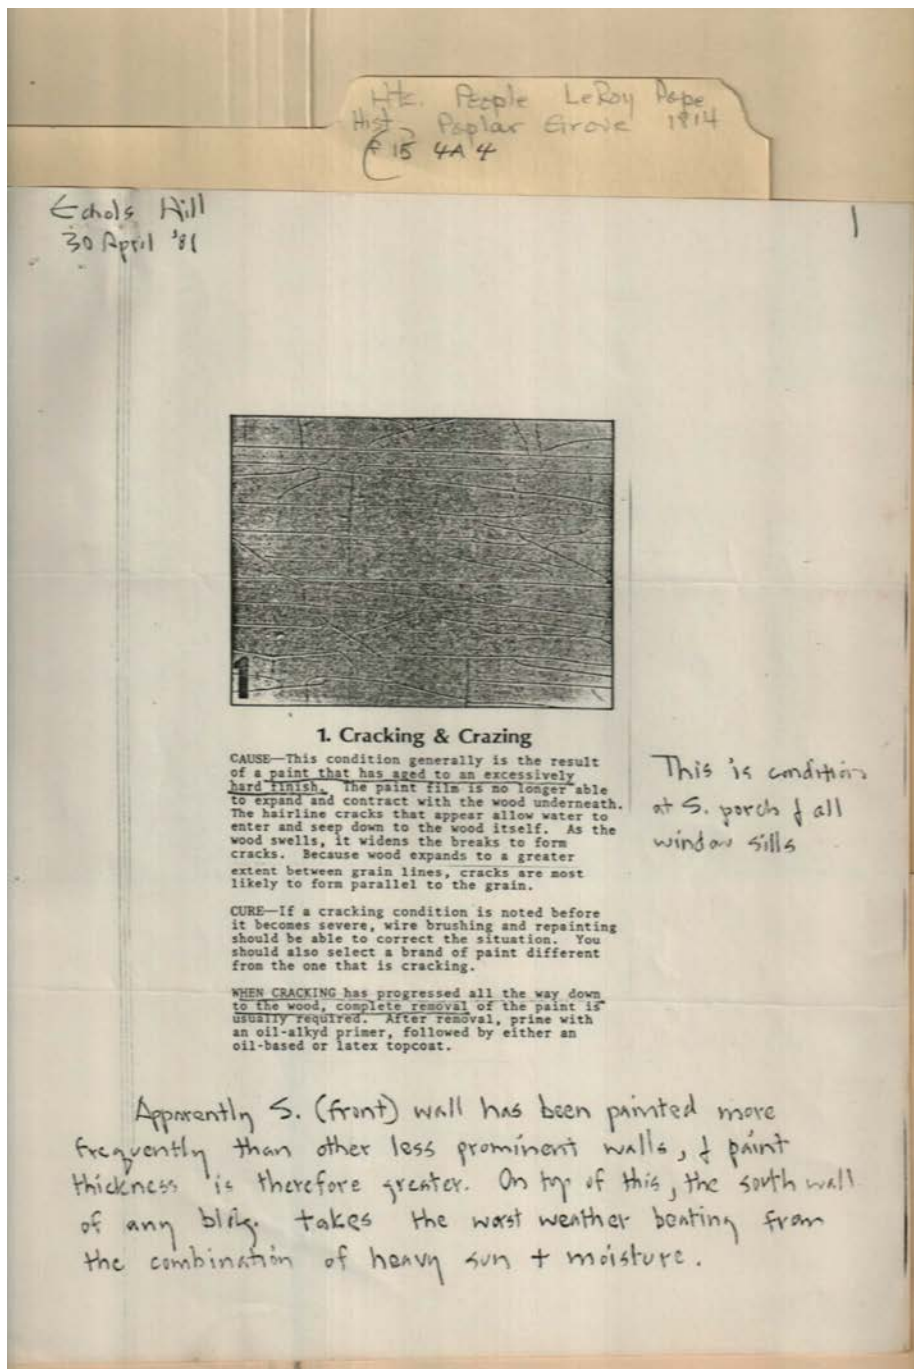 Hte. People LeRoy Pope
Hist. Poplar Grove 1814
F 15 4A 4
Echols Hill
30 April '81
1
1
1. Cracking & Crazing
CAUSE—This condition generally is the result
of a paint that has aged to an excessively
hard finish. The paint film is no longer able
to expand and contract with the wood underneath.
The hairline cracks that appear allow water to
enter and seep down to the wood itself. As the
wood swells, it widens the breaks to form
cracks. Because wood expands to a greater
extent between grain lines, cracks are most
likely to form parallel to the grain.
This is condition
at S. porch & all
window sills
CURE—If a cracking condition is noted before
it becomes severe, wire brushing and repainting
should be able to correct the situation. You
should also select a brand of paint different
from the one that is cracking.
WHEN CRACKING has progressed all the way down
to the wood, complete removal of the paint is
usually required. After removal, prime with
an oil-alkyd primer, followed by either an
oil-based or latex topcoat.
Apparently S. (front) wall has been painted more
frequently than other less prominent walls, & paint
thickness is therefore greater. On top of this, the south wall
of any bldg. takes the worst weather beating from
the combination of heavy sun + moisture.